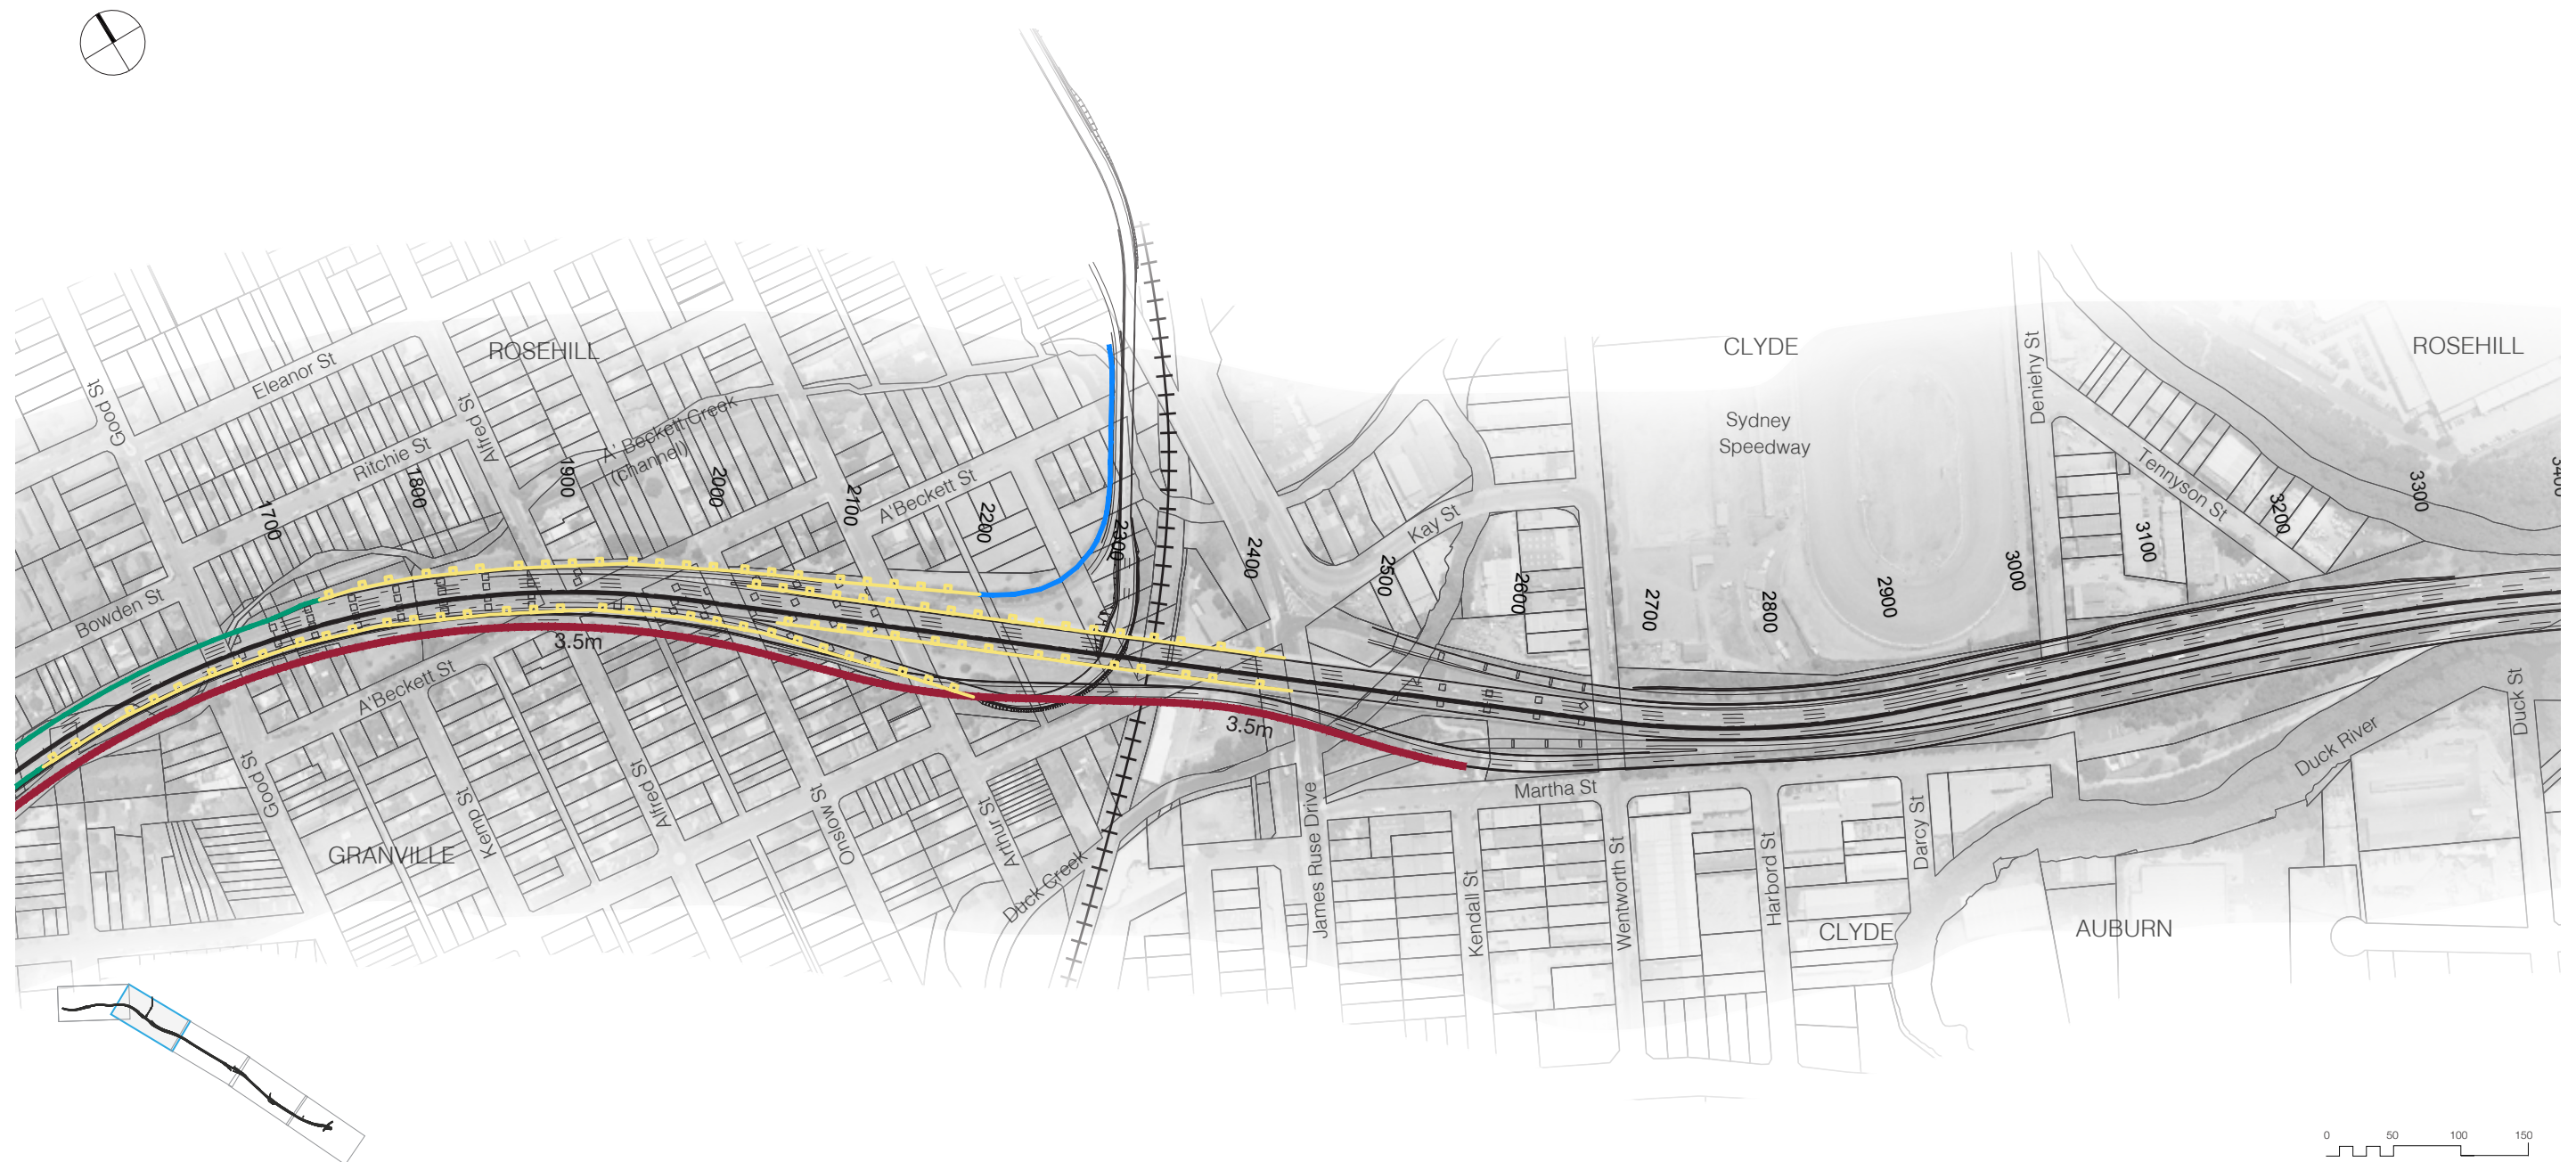 ROSEHILL
CLYDE
ROSEHILL
Eleanor St
Good St
Alfred St
Ritchie St
A' Beckett Creek
(channel)
Sydney
Speedway
Deniehy St
Tennyson St
A'Beckett St
Kay St
Bowden St
1700
1800
1900
2000
2100
2200
2300
2400
2500
2600
2700
2800
2900
3000
3100
3200
3300
3.5m
3.5m
A'Beckett St
Good St
Kemp St
Alfred St
Onslow St
Arthur St
Duck Creek
James Ruse Drive
Martha St
Kendall St
Wentworth St
Harbord St
Darcy St
Duck River
Duck St
GRANVILLE
CLYDE
AUBURN
0 50 100 150